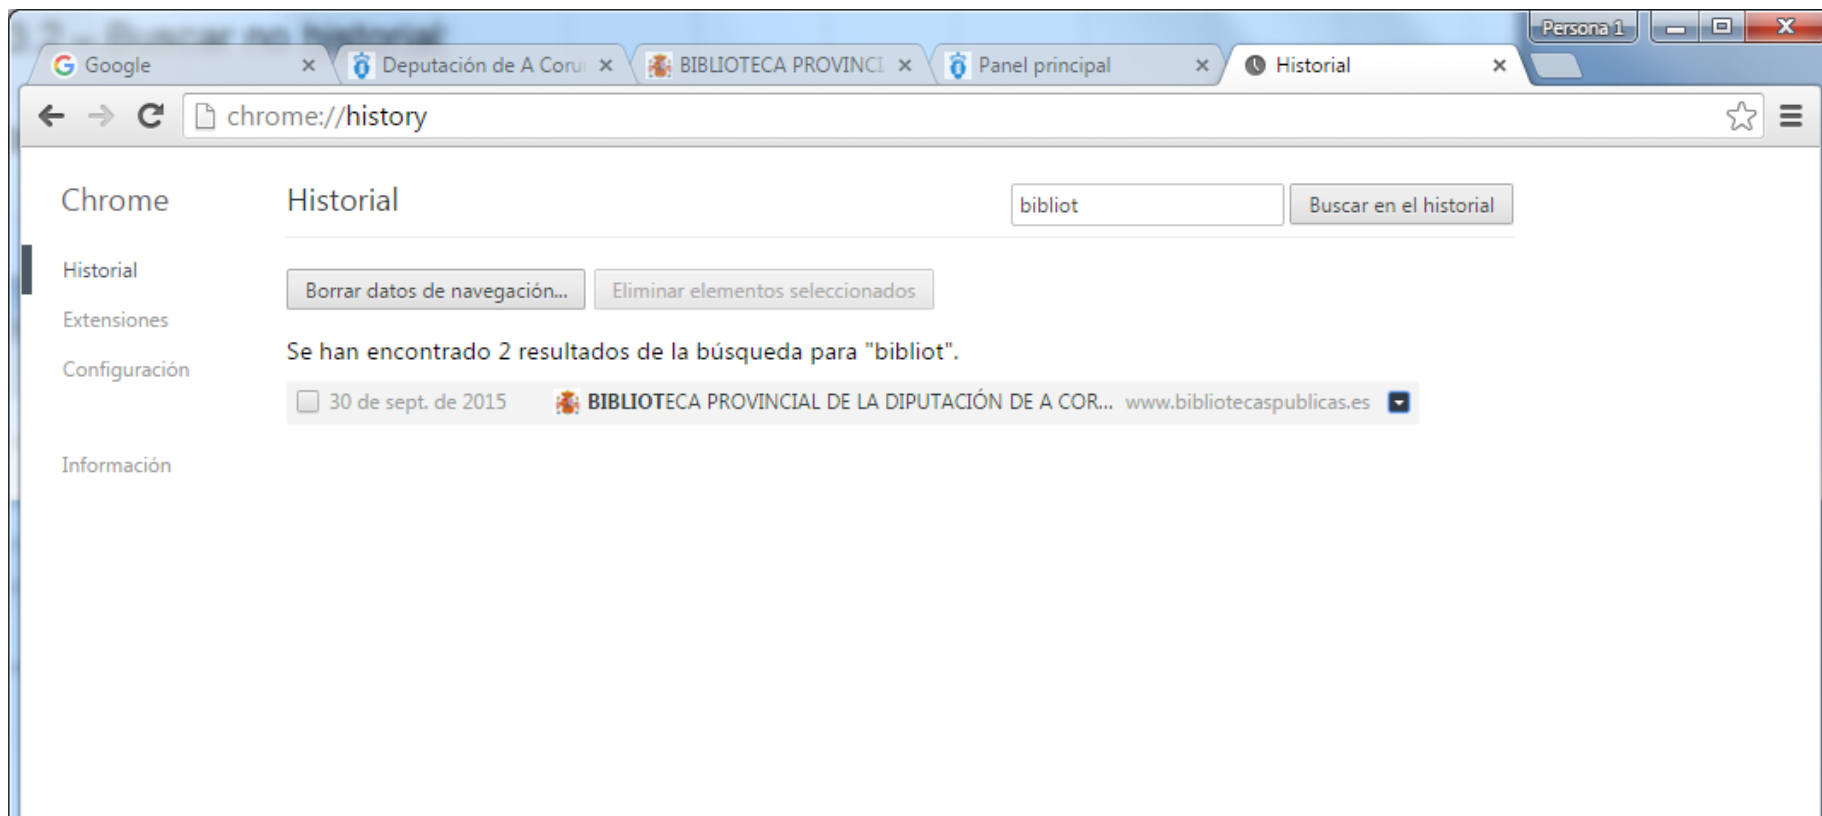 Persona 1
Google
Deputación de A Coru
BIBLIOTECA PROVINCI
Panel principal
Historial
chrome://history
Chrome
Historial
bibliot
Buscar en el historial
Historial
Extensiones
Configuración
Información
Borrar datos de navegación...
Eliminar elementos seleccionados
Se han encontrado 2 resultados de la búsqueda para "bibliot".
30 de sept. de 2015 BIBLIOTECA PROVINCIAL DE LA DIPUTACIÓN DE A COR... www.bibliotecaspublicas.es